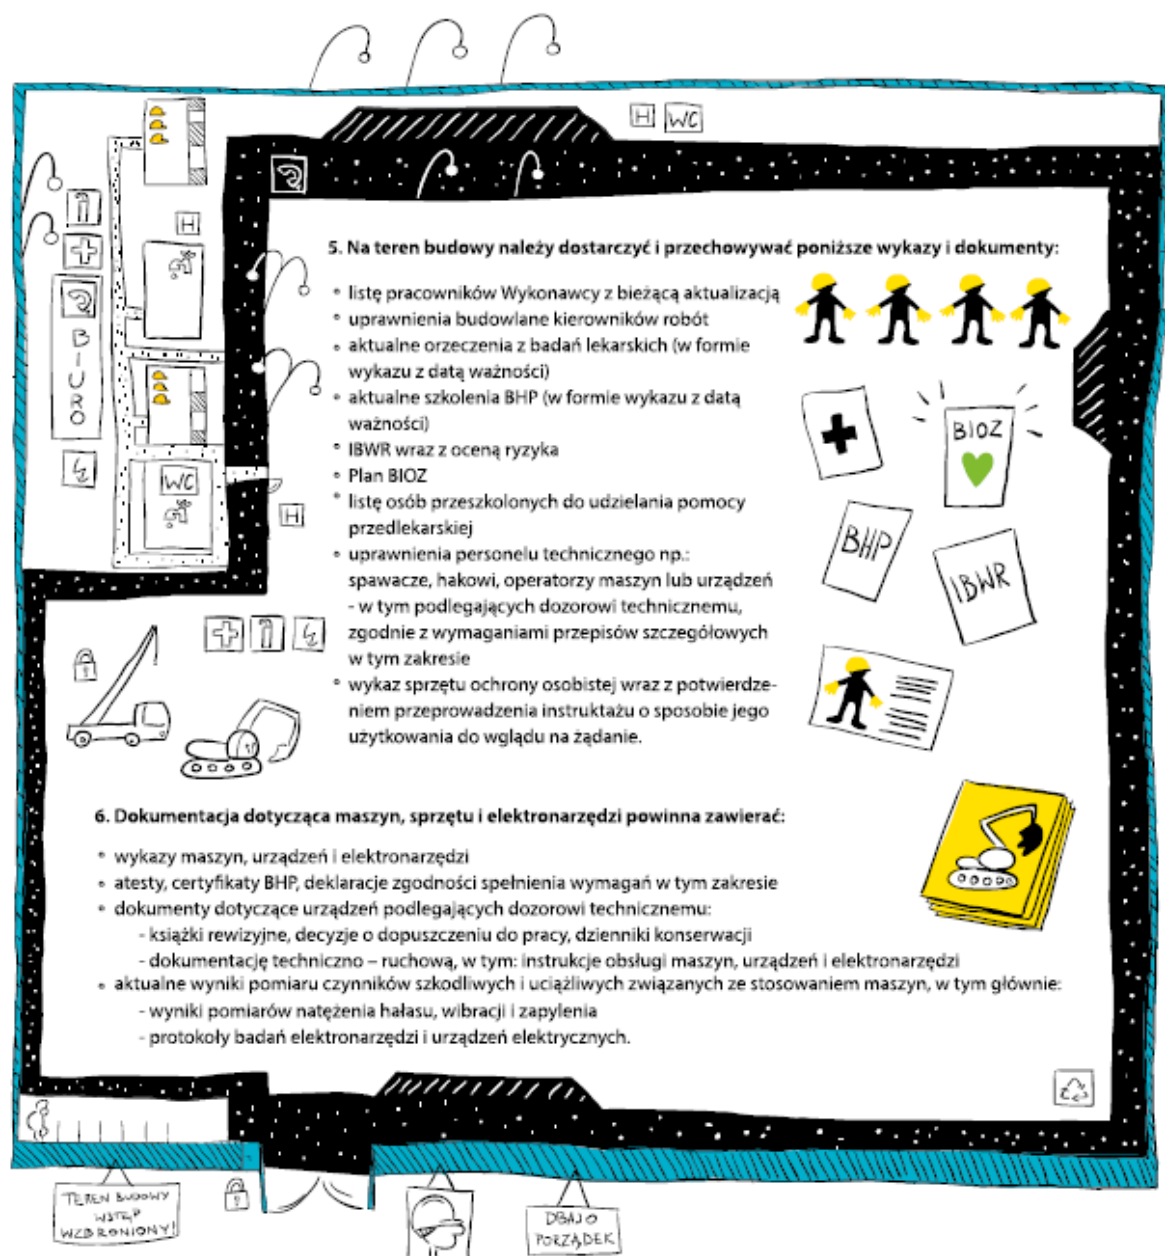 H WC
H
BIURO
WC
H
5. Na teren budowy należy dostarczyć i przechowywać poniższe wykazy i dokumenty:
• listę pracowników Wykonawcy z bieżącą aktualizacją
• uprawnienia budowlane kierowników robót
• aktualne orzeczenia z badań lekarskich (w formie
wykazu z datą ważności)
• aktualne szkolenia BHP (w formie wykazu z datą
ważności)
• IBWR wraz z oceną ryzyka
• Plan BIOZ
• listę osób przeszkolonych do udzielania pomocy
przedlekarskiej
• uprawnienia personelu technicznego np.:
spawacze, hakowi, operatorzy maszyn lub urządzeń
- w tym podlegających dozorowi technicznemu,
zgodnie z wymaganiami przepisów szczegółowych
w tym zakresie
• wykaz sprzętu ochrony osobistej wraz z potwierdze-
niem przeprowadzenia instruktażu o sposobie jego
użytkowania do wglądu na żądanie.
BIOZ
BHP
IBWR
6. Dokumentacja dotycząca maszyn, sprzętu i elektronarzędzi powinna zawierać:
• wykazy maszyn, urządzeń i elektronarzędzi
• atesty, certyfikaty BHP, deklaracje zgodności spełnienia wymagań w tym zakresie
• dokumenty dotyczące urządzeń podlegających dozorowi technicznemu:
- książki rewizyjne, decyzje o dopuszczeniu do pracy, dzienniki konserwacji
- dokumentację techniczno – ruchową, w tym: instrukcje obsługi maszyn, urządzeń i elektronarzędzi
• aktualne wyniki pomiaru czynników szkodliwych i uciążliwych związanych ze stosowaniem maszyn, w tym głównie:
- wyniki pomiarów natężenia hałasu, wibracji i zapylenia
- protokoły badań elektronarzędzi i urządzeń elektrycznych.
TEREN BUDOWY
WSTĘP
WZBRONIONY!
DBAJ O
PORZĄDEK